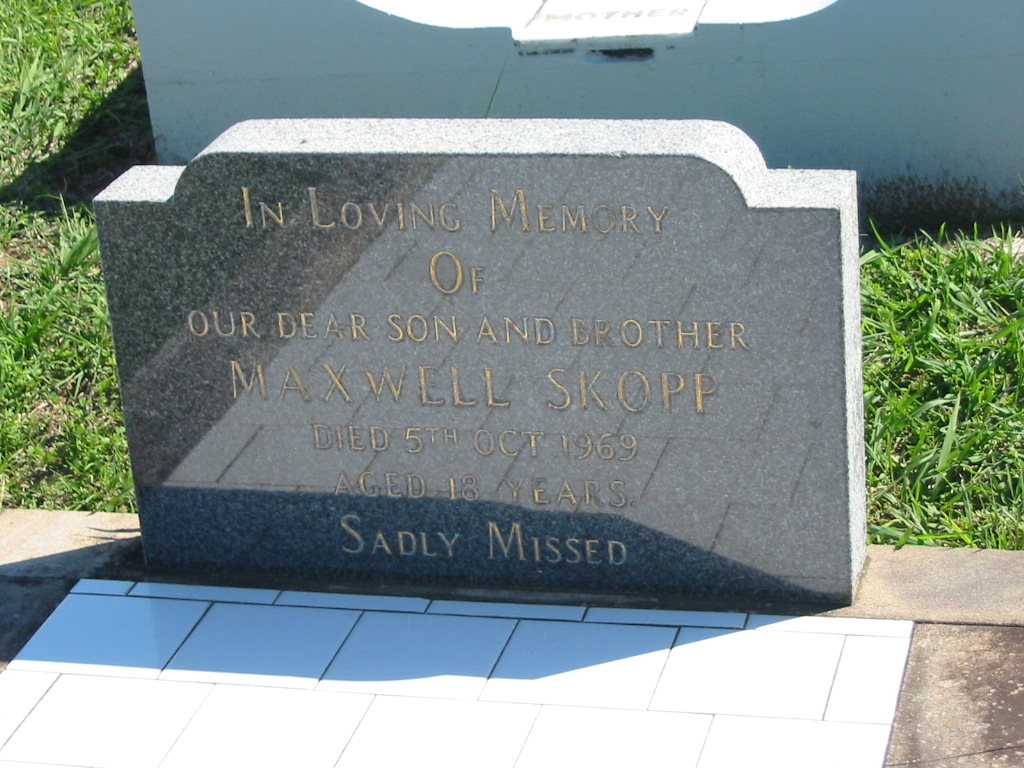 MOTHER
In Loving Memory
Of
OUR DEAR SON AND BROTHER
MAXWELL SKOPP
DIED 5TH OCT. 1969
AGED 18 YEARS.
Sadly Missed